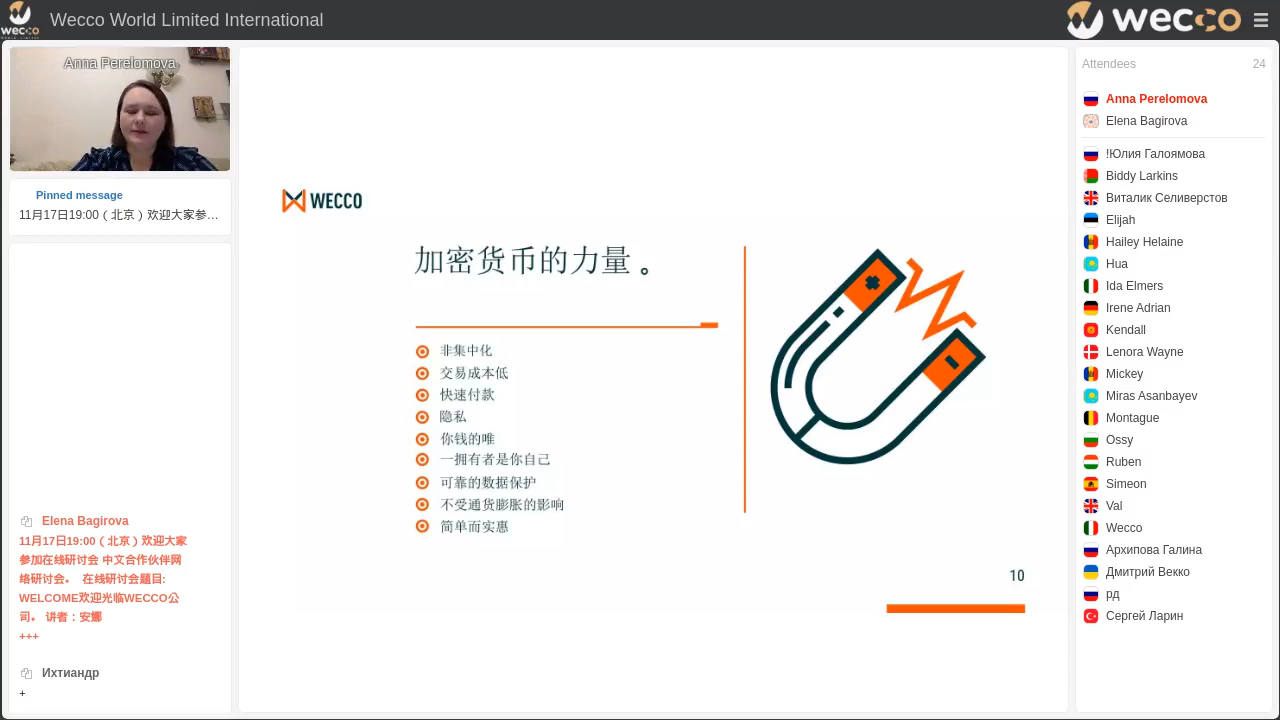 wecco
Wecco World Limited International
wecco
Anna Perelomova
Pinned message
11月17日19:00（北京）欢迎大家参…
Elena Bagirova
11月17日19:00（北京）欢迎大家
参加在线研讨会 中文合作伙伴网
络研讨会。 在线研讨会题目:
WELCOME欢迎光临WECCO公
司。 讲者：安娜
+++
Ихтиандр
+
WECCO
加密货币的力量。
非集中化
交易成本低
快速付款
隐私
你钱的唯
一拥有者是你自己
可靠的数据保护
不受通货膨胀的影响
简单而实惠
10
Attendees 24
Anna Perelomova
Elena Bagirova
!Юлия Галоямова
Biddy Larkins
Виталик Селиверстов
Elijah
Hailey Helaine
Hua
Ida Elmers
Irene Adrian
Kendall
Lenora Wayne
Mickey
Miras Asanbayev
Montague
Ossy
Ruben
Simeon
Val
Wecco
Архипова Галина
Дмитрий Векко
рд
Сергей Ларин